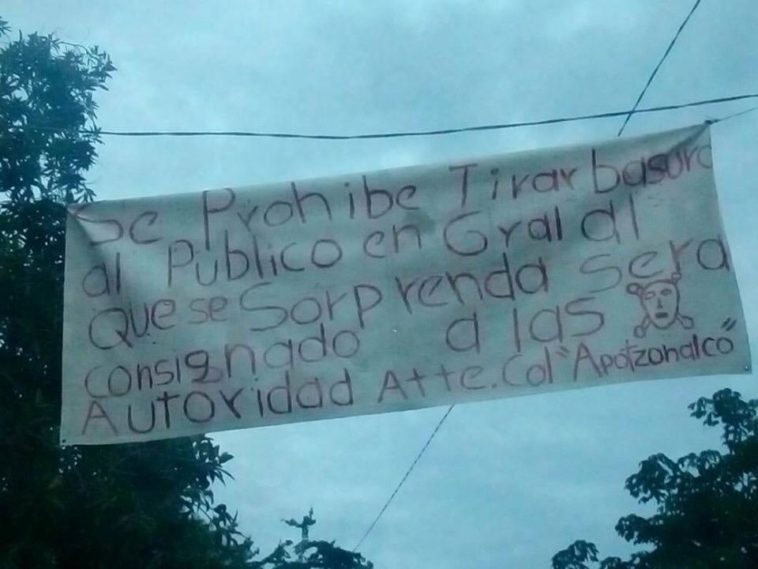 Se Prohibe Tirar basura
al Publico en Gral al
Que se Sorprenda Sera
consignado a las
Autoridad Atte. Col "Apatzonalco"